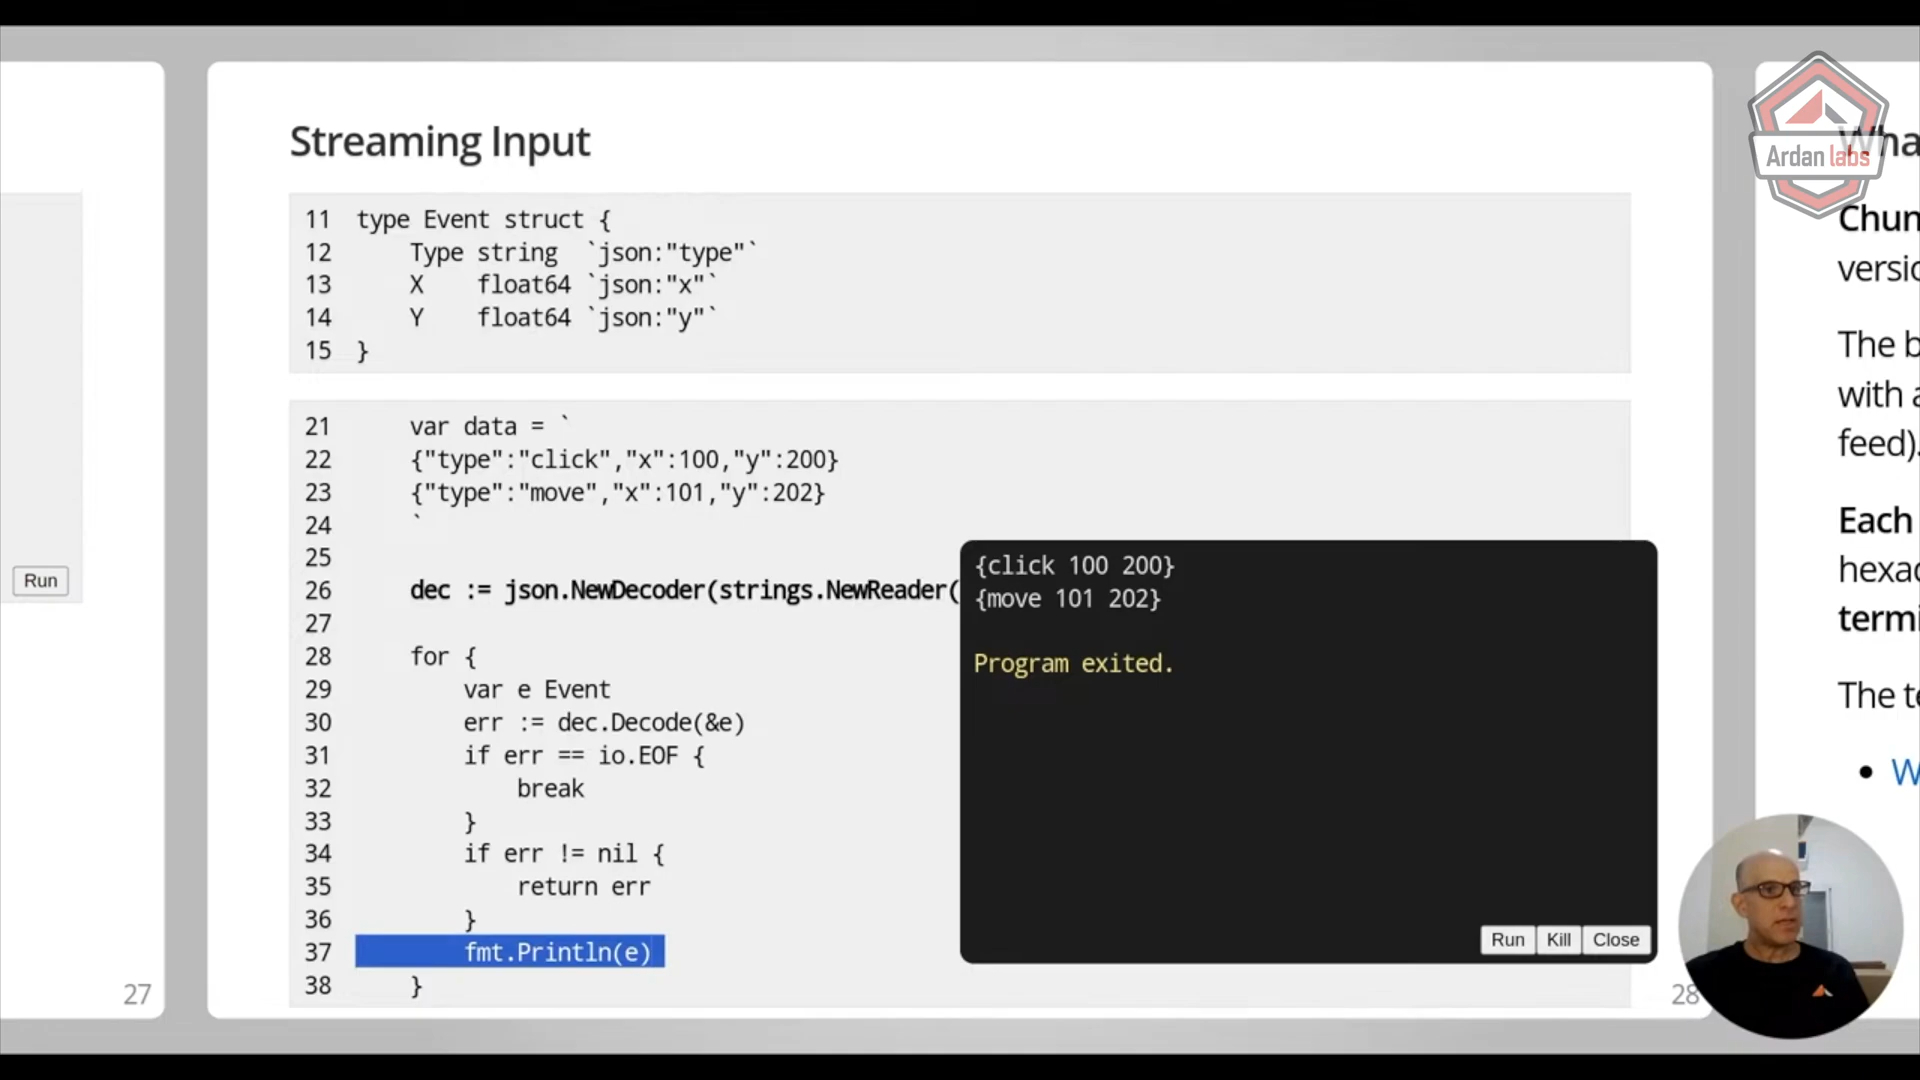 Streaming Input
11 type Event struct {
12 Type string `json:"type"`
13 X float64 `json:"x"`
14 Y float64 `json:"y"`
15 }
21 var data = `
22 {"type":"click","x":100,"y":200}
23 {"type":"move","x":101,"y":202}
24 `
25
26 dec := json.NewDecoder(strings.NewReader(
27
28 for {
29 var e Event
30 err := dec.Decode(&e)
31 if err == io.EOF {
32 break
33 }
34 if err != nil {
35 return err
36 }
37 fmt.Println(e)
38 }
{click 100 200}
{move 101 202}
Program exited.
Run Kill Close
28
Run
27
Ardan labs
Wha
Chun
versio
The b
with a
feed).
Each
hexad
termi
The te
• W